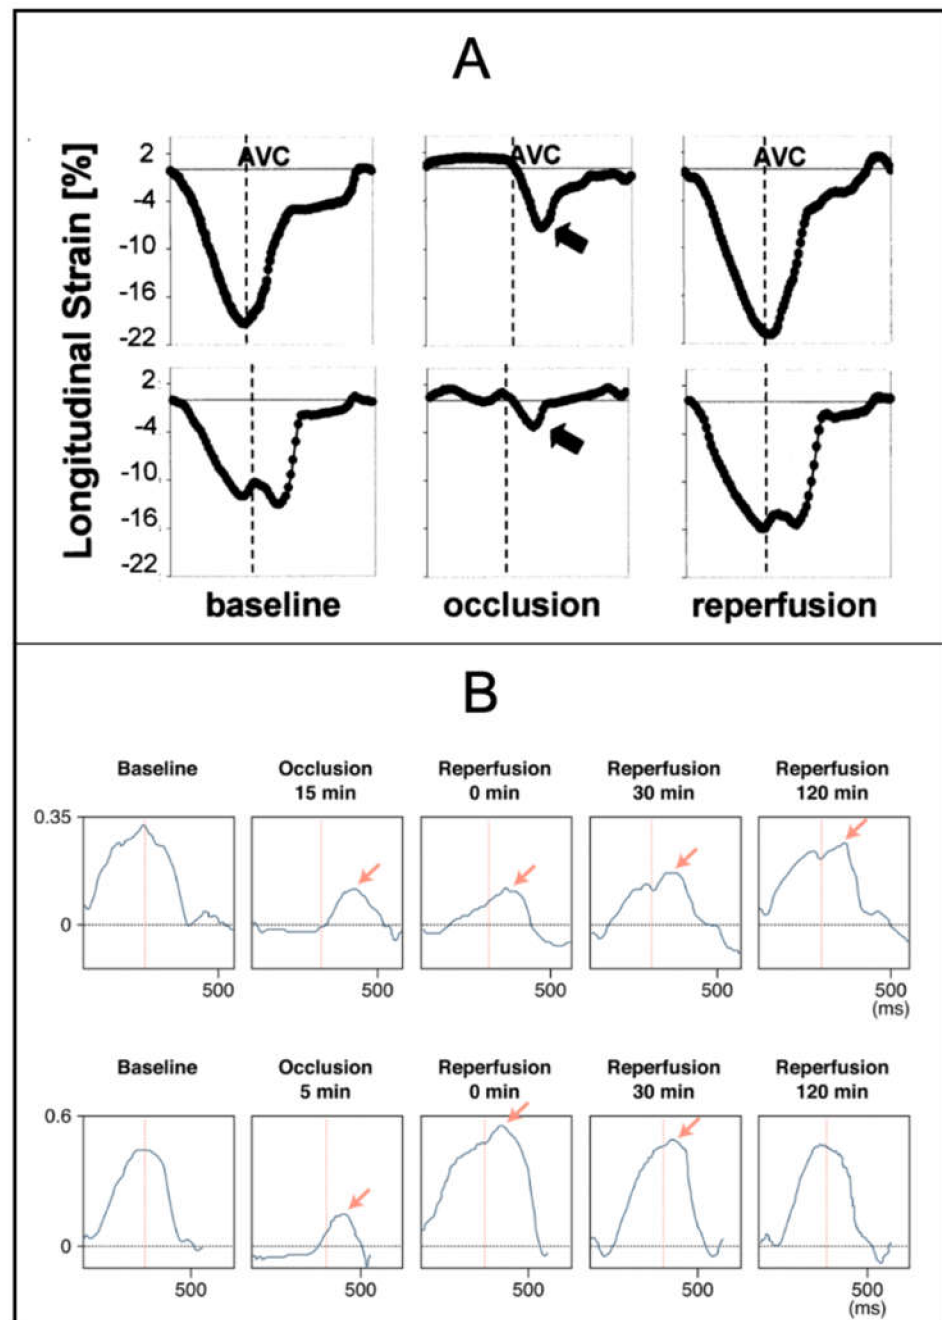 A
Longitudinal Strain [%]
2
-4
-10
-16
-22
AVC
AVC
AVC
2
-4
-10
-16
-22
baseline
occlusion
reperfusion
B
Baseline
Occlusion
15 min
Reperfusion
0 min
Reperfusion
30 min
Reperfusion
120 min
0.35
0
500
500
500
500
500
(ms)
Baseline
Occlusion
5 min
Reperfusion
0 min
Reperfusion
30 min
Reperfusion
120 min
0.6
0
500
500
500
500
500
(ms)